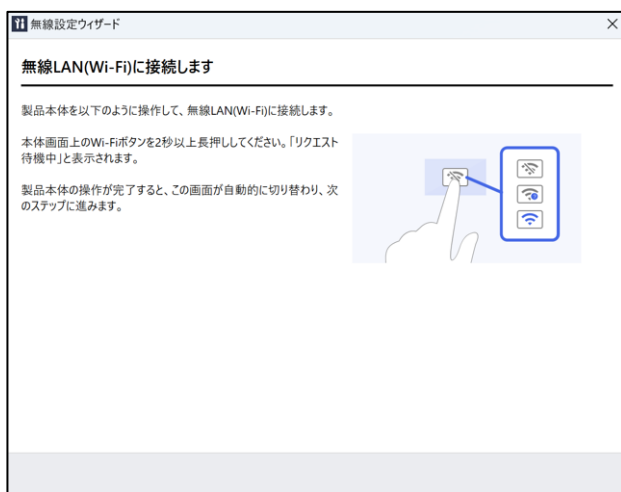 無線設定ウィザード
無線LAN(Wi-Fi)に接続します
製品本体を以下のように操作して、無線LAN(Wi-Fi)に接続します。
本体画面上のWi-Fiボタンを2秒以上長押ししてください。「リクエスト
待機中」と表示されます。
製品本体の操作が完了すると、この画面が自動的に切り替わり、次
のステップに進みます。